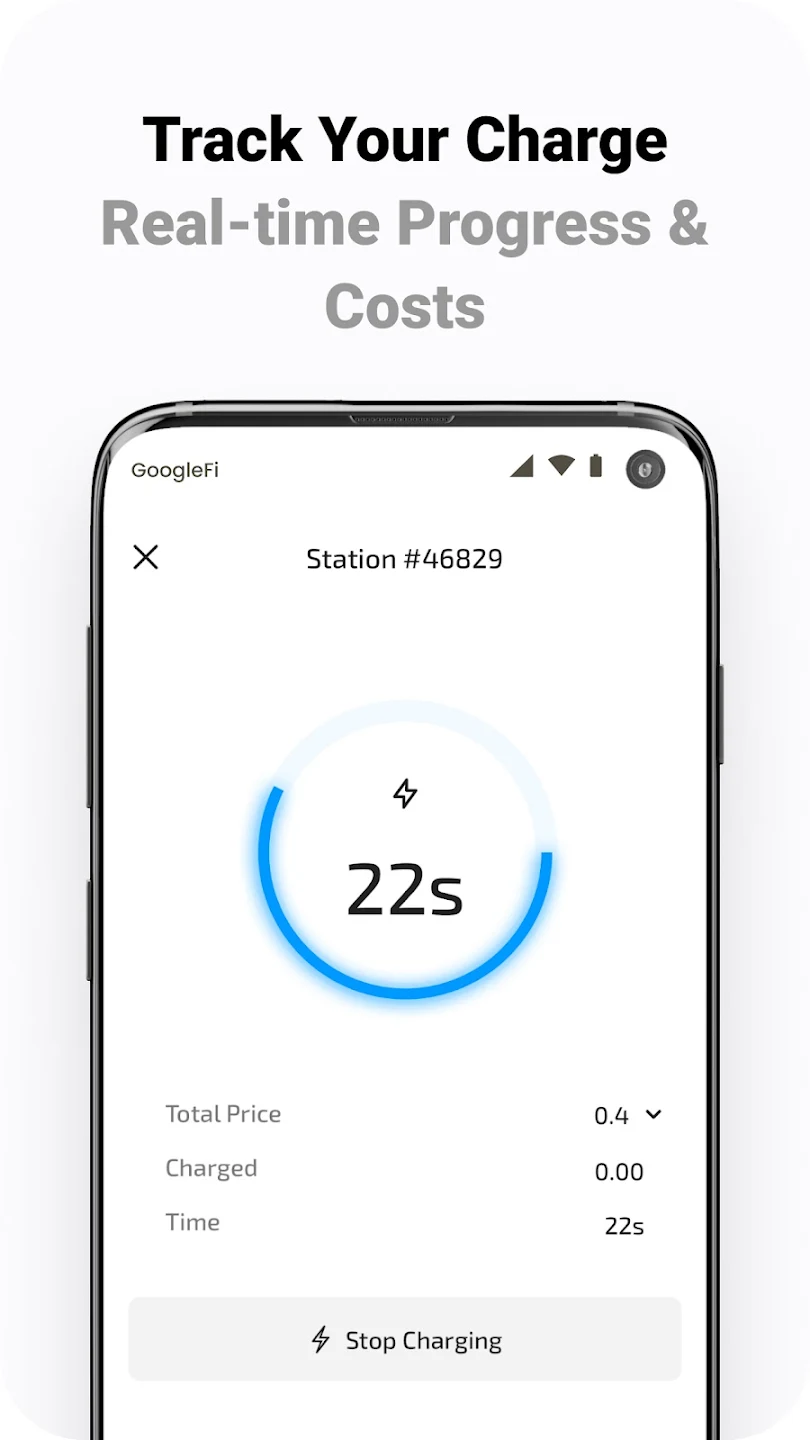 Track Your Charge
Real-time Progress &
Costs
GoogleFi
Station #46829
22s
Total Price 0.4
Charged 0.00
Time 22s
Stop Charging